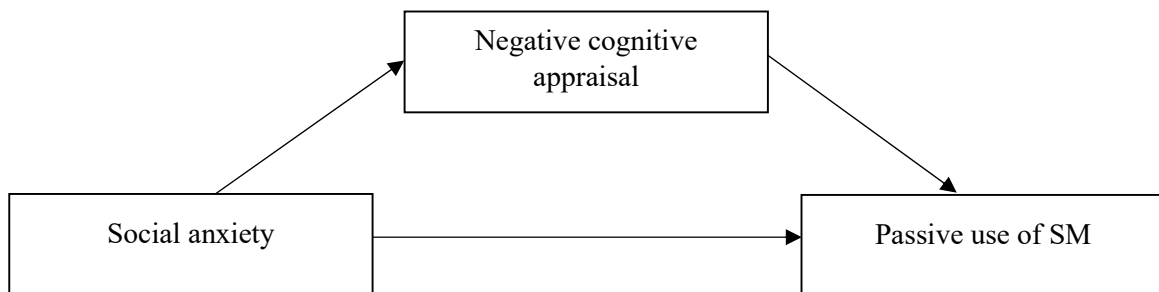 Negative cognitive
appraisal
Social anxiety
Passive use of SM